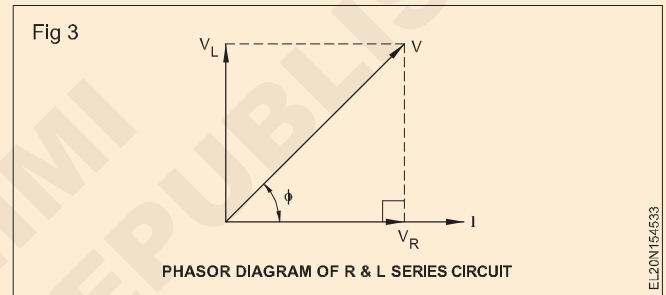 Fig 3
V_L
V
ϕ
I
V_R
PHASOR DIAGRAM OF R & L SERIES CIRCUIT
EL20N154533